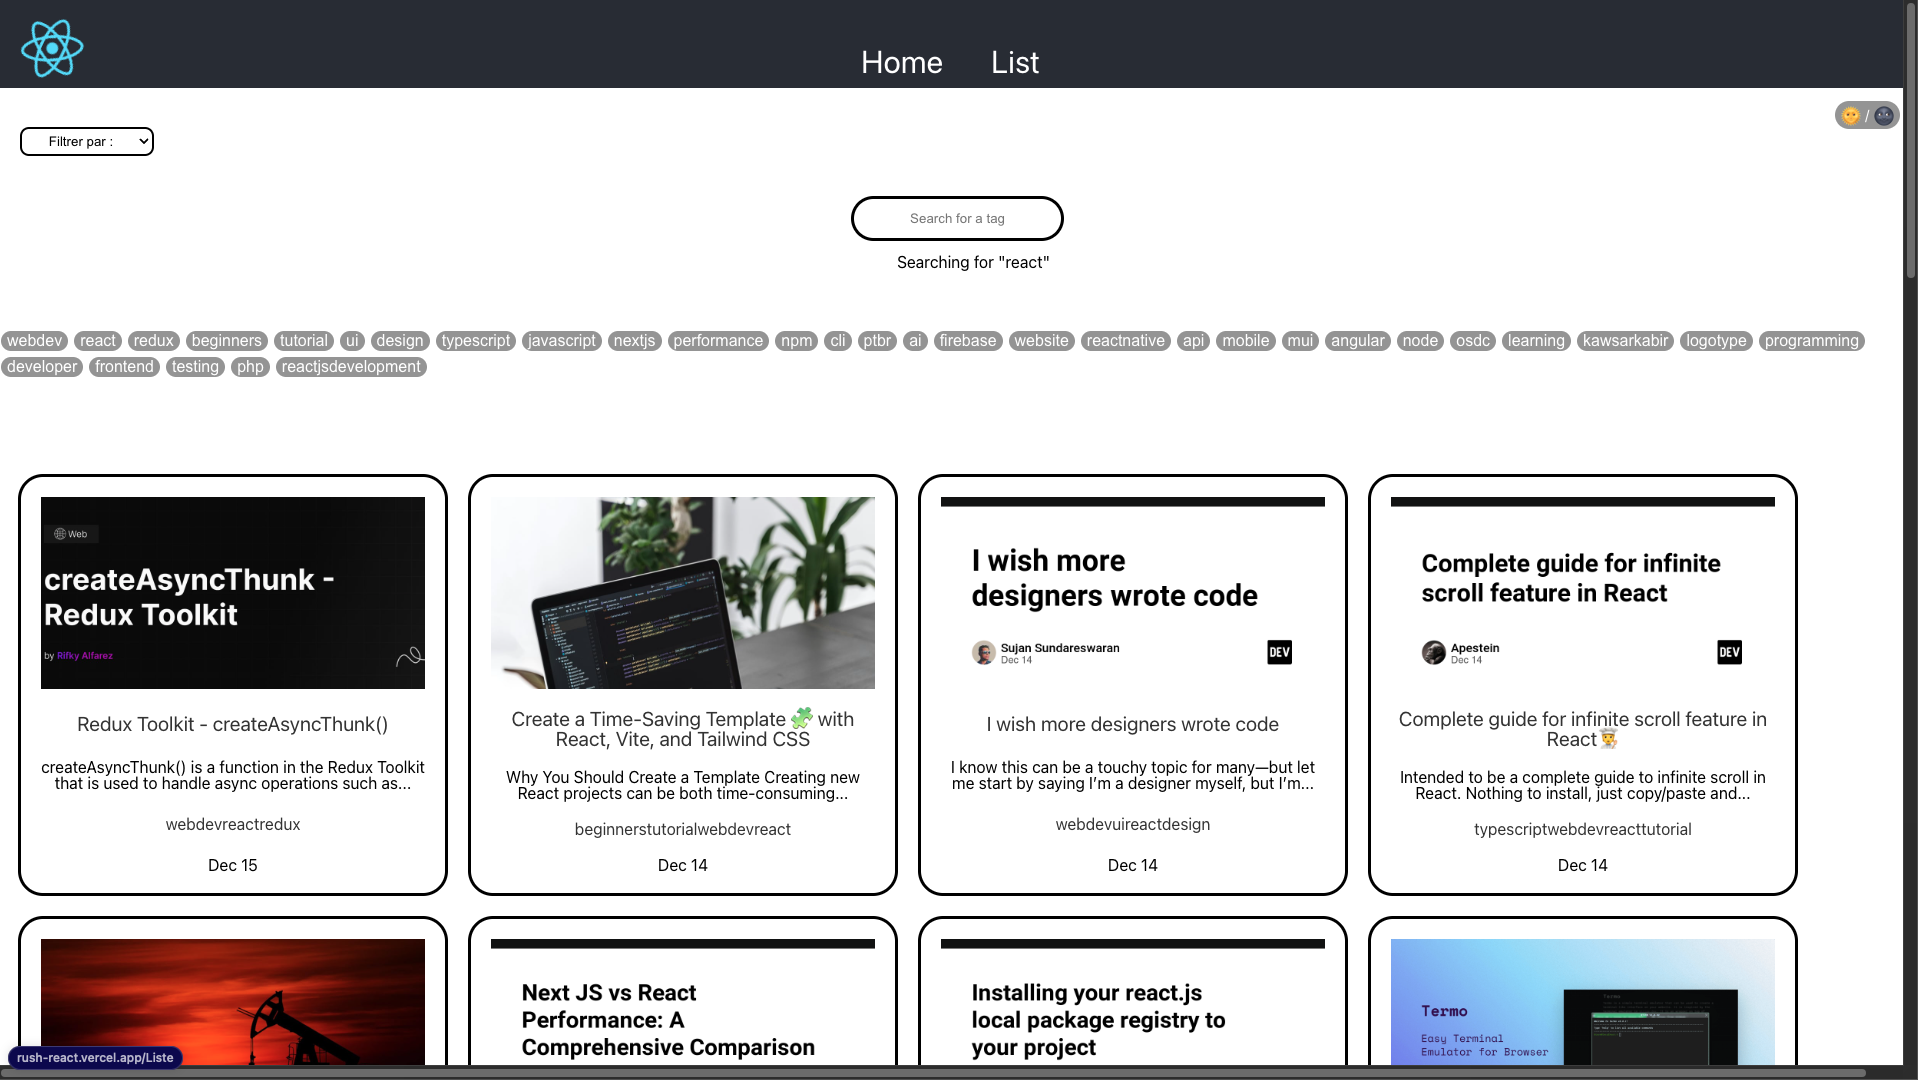 Home List
🌞 / 🌚
Filtrer par :
Search for a tag
Searching for "react"
webdev react redux beginners tutorial ui design typescript javascript nextjs performance npm cli ptbr ai firebase website reactnative api mobile mui angular node osdc learning kawsarkabir logotype programming
developer frontend testing php reactjsdevelopment
Web
createAsyncThunk -
Redux Toolkit
by Rifky Alfarez
Redux Toolkit - createAsyncThunk()
createAsyncThunk() is a function in the Redux Toolkit
that is used to handle async operations such as...
webdevreactredux
Dec 15
Create a Time-Saving Template 🧩 with
React, Vite, and Tailwind CSS
Why You Should Create a Template Creating new
React projects can be both time-consuming...
beginnerstutorialwebdevreact
Dec 14
I wish more
designers wrote code
Sujan Sundareswaran
Dec 14
DEV
I wish more designers wrote code
I know this can be a touchy topic for many—but let
me start by saying I’m a designer myself, but I’m...
webdevuireactdesign
Dec 14
Complete guide for infinite
scroll feature in React
Apestein
Dec 14
DEV
Complete guide for infinite scroll feature in
React👨‍🍳
Intended to be a complete guide to infinite scroll in
React. Nothing to install, just copy/paste and...
typescriptwebdevreacttutorial
Dec 14
Next JS vs React
Performance: A
Comprehensive Comparison
Installing your react.js
local package registry to
your project
Termo
Easy Terminal
Emulator for Browser
rush-react.vercel.app/Liste